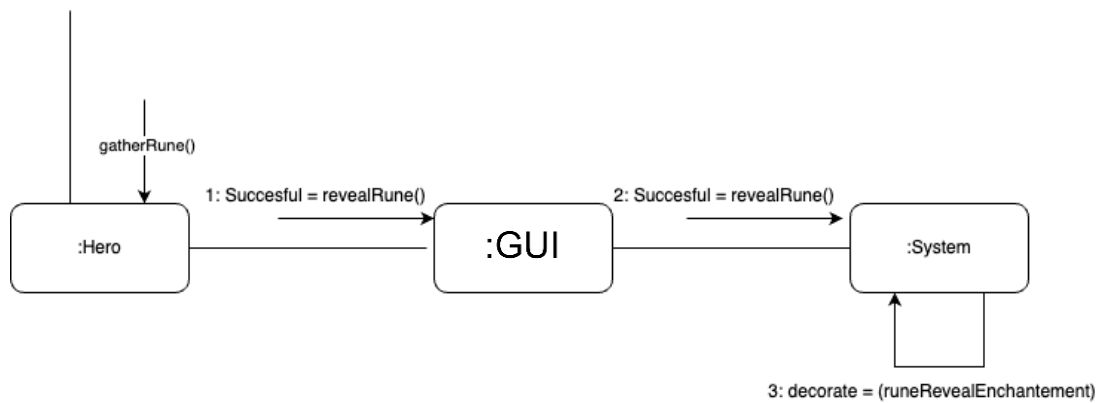 gatherRune()
1: Succesful = revealRune()
2: Succesful = revealRune()
:Hero
:GUI
:System
3: decorate = (runeRevealEnchantement)